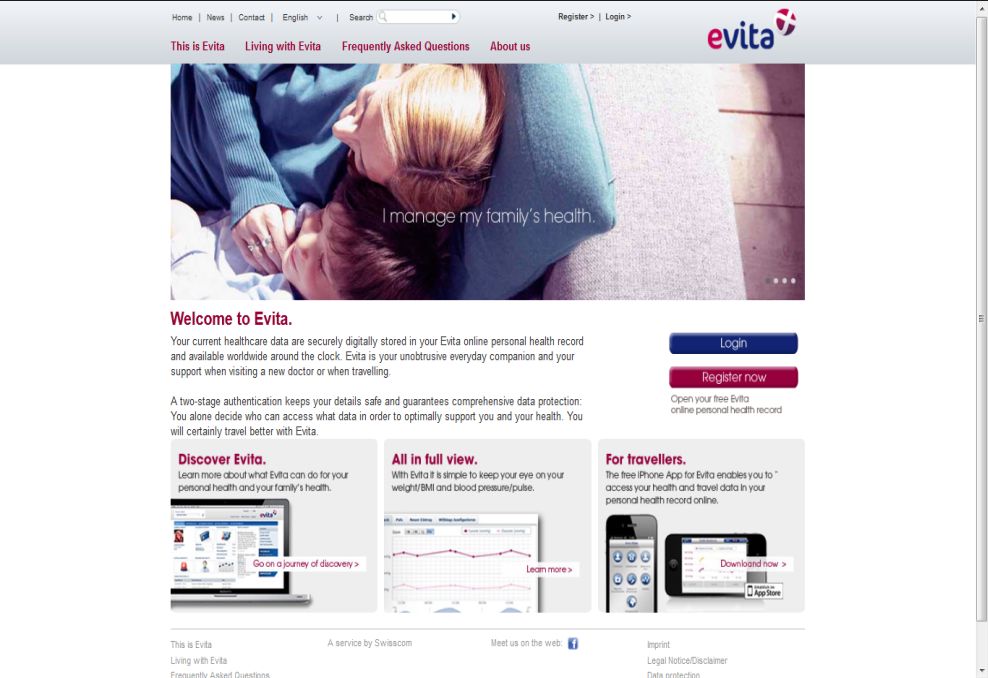 Home | News | Contact | English | Search
Register > | Login >
evita
This is Evita Living with Evita Frequently Asked Questions About us
I manage my family's health.
Welcome to Evita.
Your current healthcare data are securely digitally stored in your Evita online personal health record
and available worldwide around the clock. Evita is your unobtrusive everyday companion and your
support when visiting a new doctor or when travelling.
A two-stage authentication keeps your details safe and guarantees comprehensive data protection:
You alone decide who can access what data in order to optimally support you and your health. You
will certainly travel better with Evita.
Login
Register now
Open your free Evita
online personal health record
Discover Evita.
Learn more about what Evita can do for your
personal health and your family's health.
evita
Go on a journey of discovery >
All in full view.
With Evita it is simple to keep your eye on your
weight/BMI and blood pressure/pulse.
Learn more >
For travellers.
The free iPhone App for Evita enables you to "
access your health and travel data in your
personal health record online.
Download now >
App Store
This is Evita
Living with Evita
Frequently Asked Questions
A service by Swisscom
Meet us on the web:
Imprint
Legal Notice/Disclaimer
Data protection